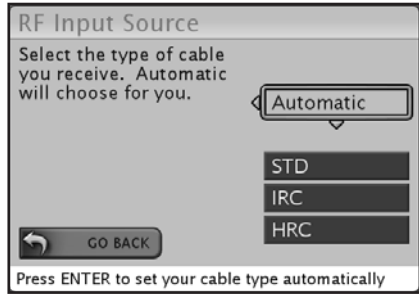 RF Input Source
Select the type of cable
you receive.  Automatic
will choose for you.
Automatic
STD
IRC
HRC
GO BACK
Press ENTER to set your cable type automatically